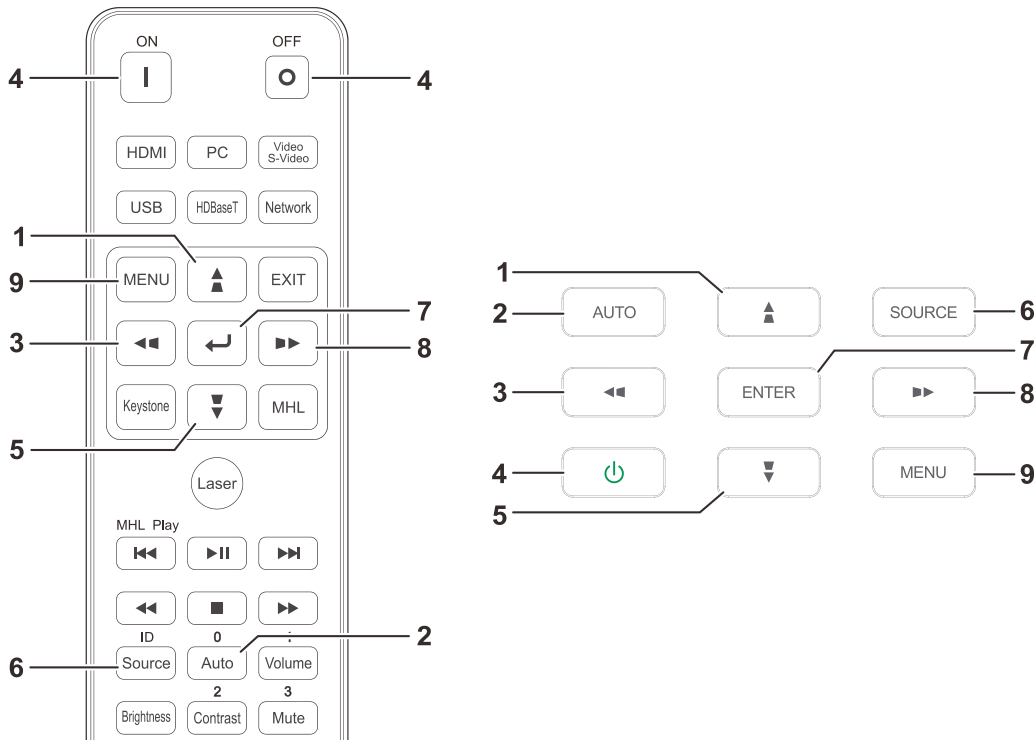 ON OFF
4 4
HDMI PC Video
S-Video
USB HDBaseT Network
1
9 MENU EXIT
7
3 8
Keystone MHL
5
Laser
MHL Play
ID 0 :
2
6 Source Auto Volume
2 3
Brightness Contrast Mute
1
2 AUTO SOURCE 6
7
3 ENTER 8
4 MENU 9
5